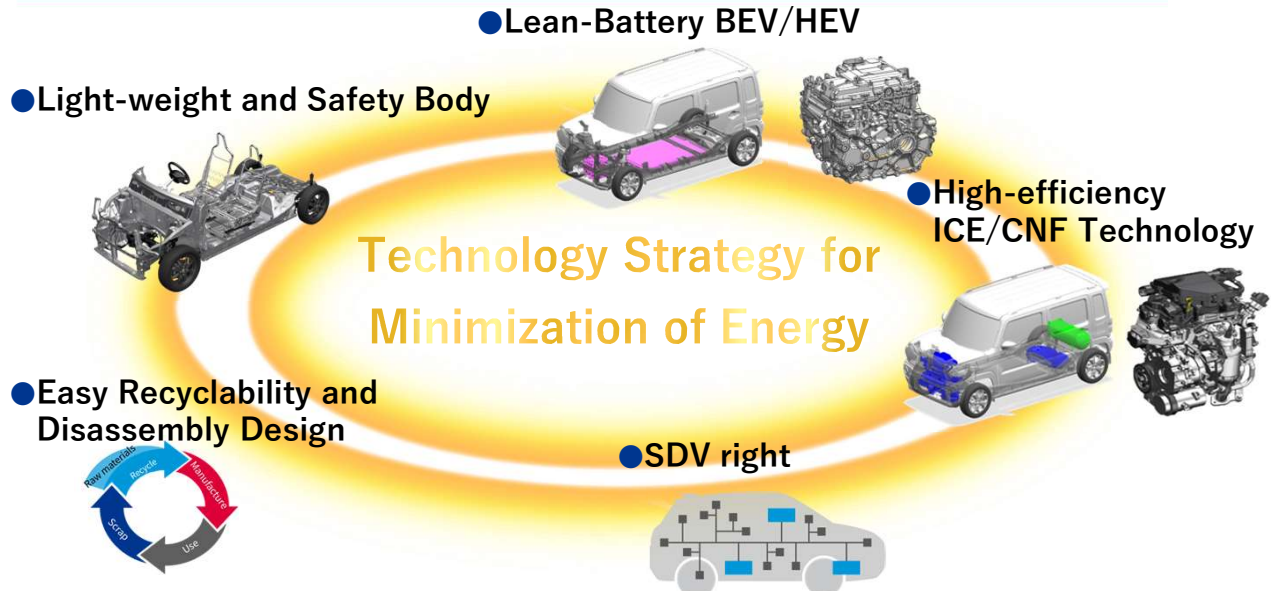 ●Lean-Battery BEV/HEV
●Light-weight and Safety Body
●High-efficiency
ICE/CNF Technology
Technology Strategy for
Minimization of Energy
●Easy Recyclability and
Disassembly Design
●SDV right
Raw materials
Recycle
Manufacture
Use
Scrap